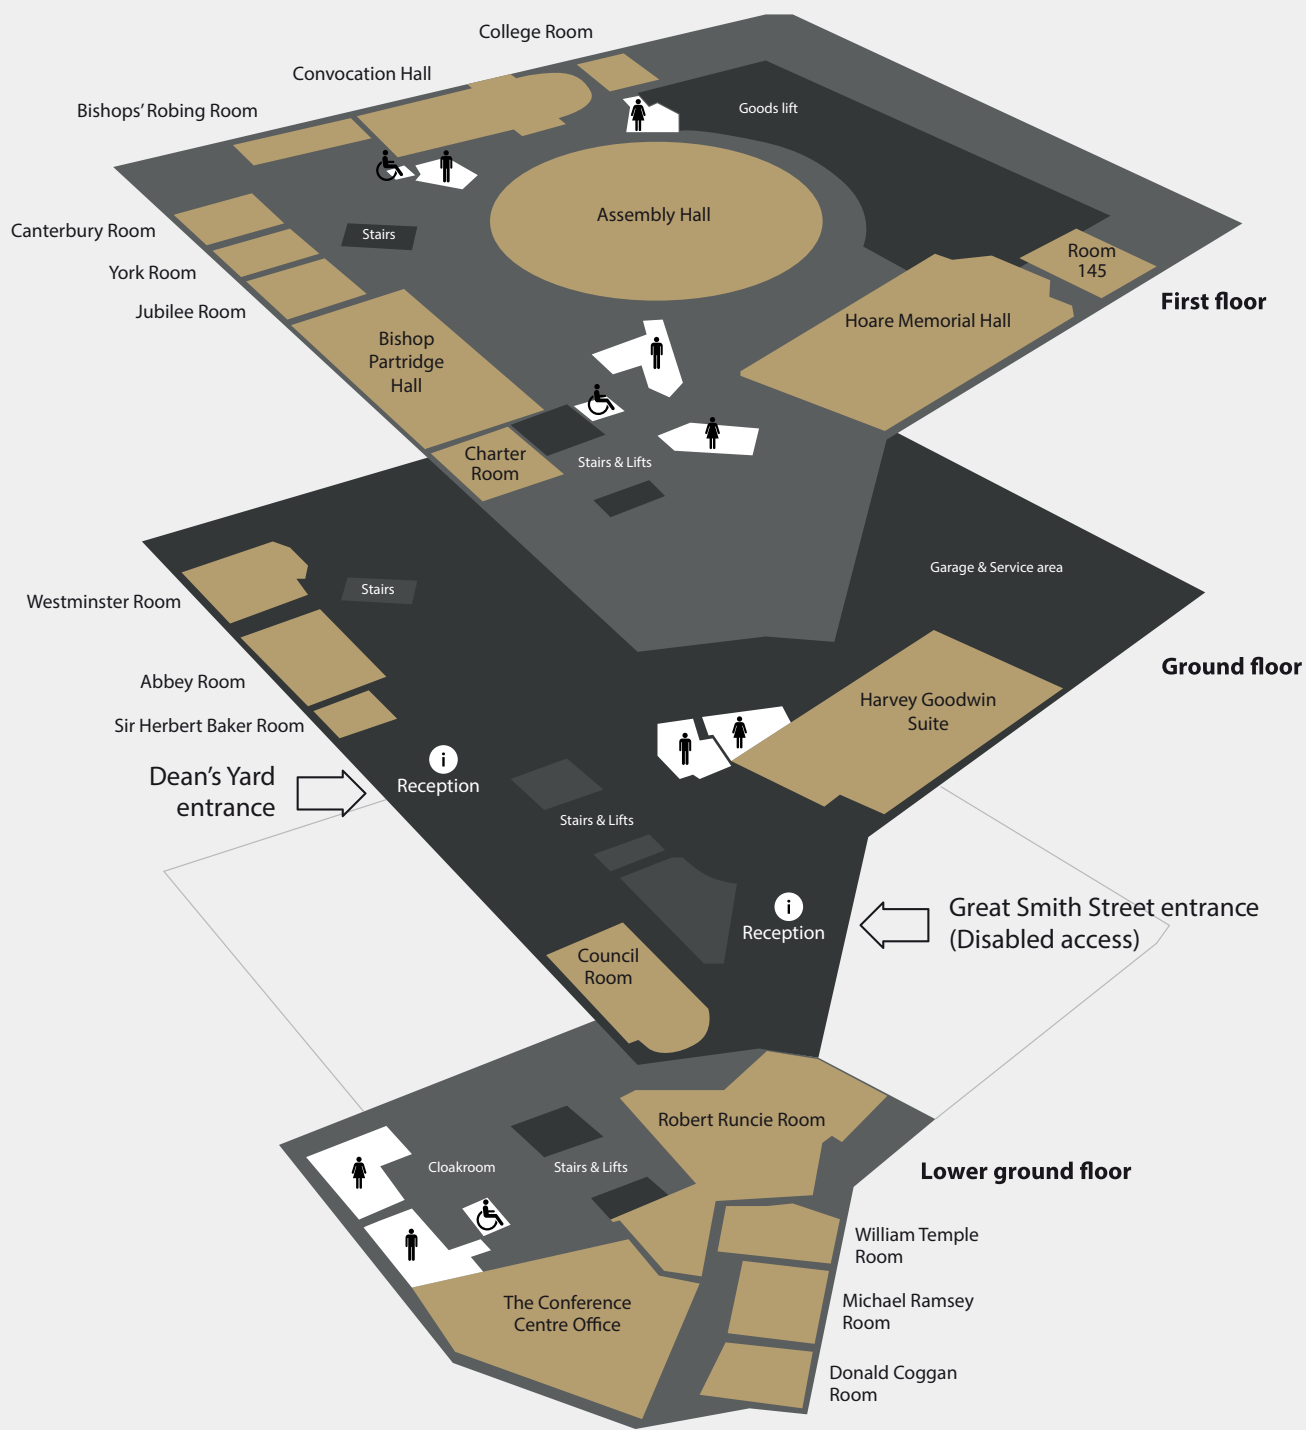 College Room
Convocation Hall
Bishops’ Robing Room
Goods lift
Assembly Hall
Canterbury Room
Stairs
York Room
Jubilee Room
Room
145
First floor
Hoare Memorial Hall
Bishop
Partridge
Hall
Charter
Room
Stairs & Lifts
Garage & Service area
Westminster Room
Stairs
Ground floor
Abbey Room
Sir Herbert Baker Room
Harvey Goodwin
Suite
Dean’s Yard
entrance
i
Reception
Stairs & Lifts
i
Reception
Great Smith Street entrance
(Disabled access)
Council
Room
Robert Runcie Room
Cloakroom
Stairs & Lifts
Lower ground floor
William Temple
Room
The Conference
Centre Office
Michael Ramsey
Room
Donald Coggan
Room